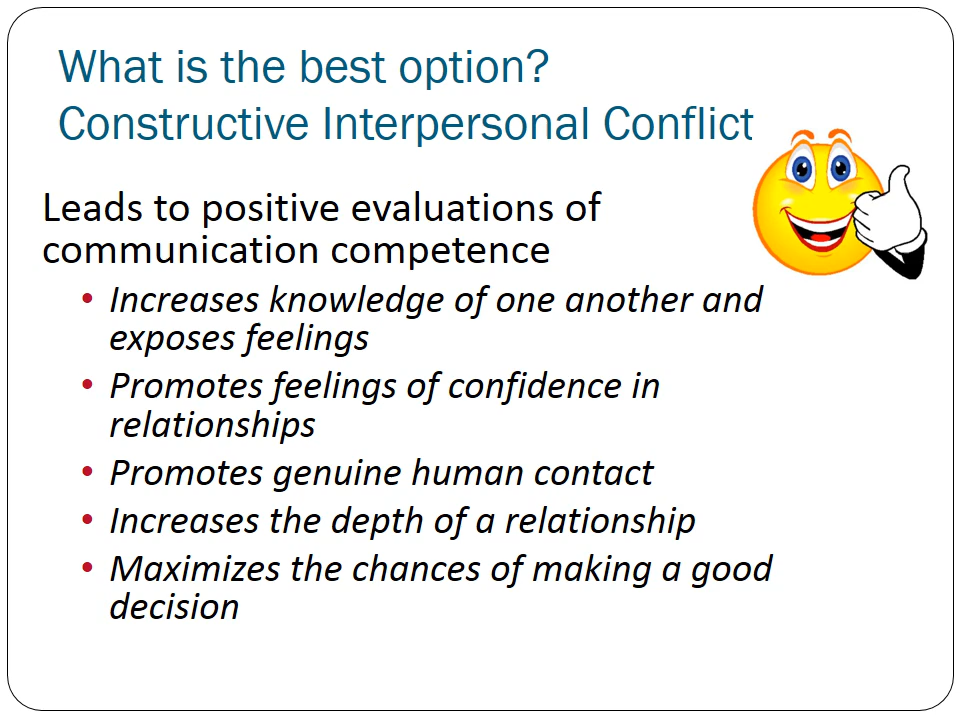 What is the best option?
Constructive Interpersonal Conflict
Leads to positive evaluations of
communication competence
• Increases knowledge of one another and
exposes feelings
• Promotes feelings of confidence in
relationships
• Promotes genuine human contact
• Increases the depth of a relationship
• Maximizes the chances of making a good
decision